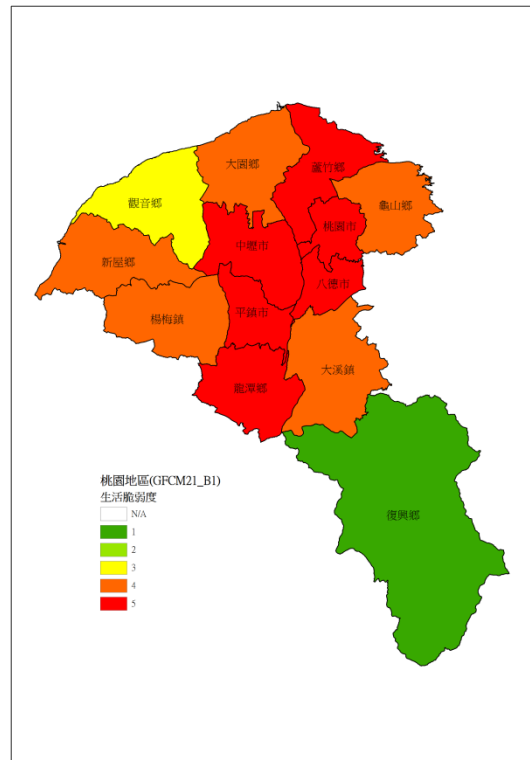 大園鄉
蘆竹鄉
觀音鄉
龜山鄉
桃園市
中壢市
新屋鄉
八德市
平鎮市
楊梅鎮
大溪鎮
龍潭鄉
桃園地區(GFCM21_B1)
生活脆弱度
N/A
1
2
3
4
5
復興鄉